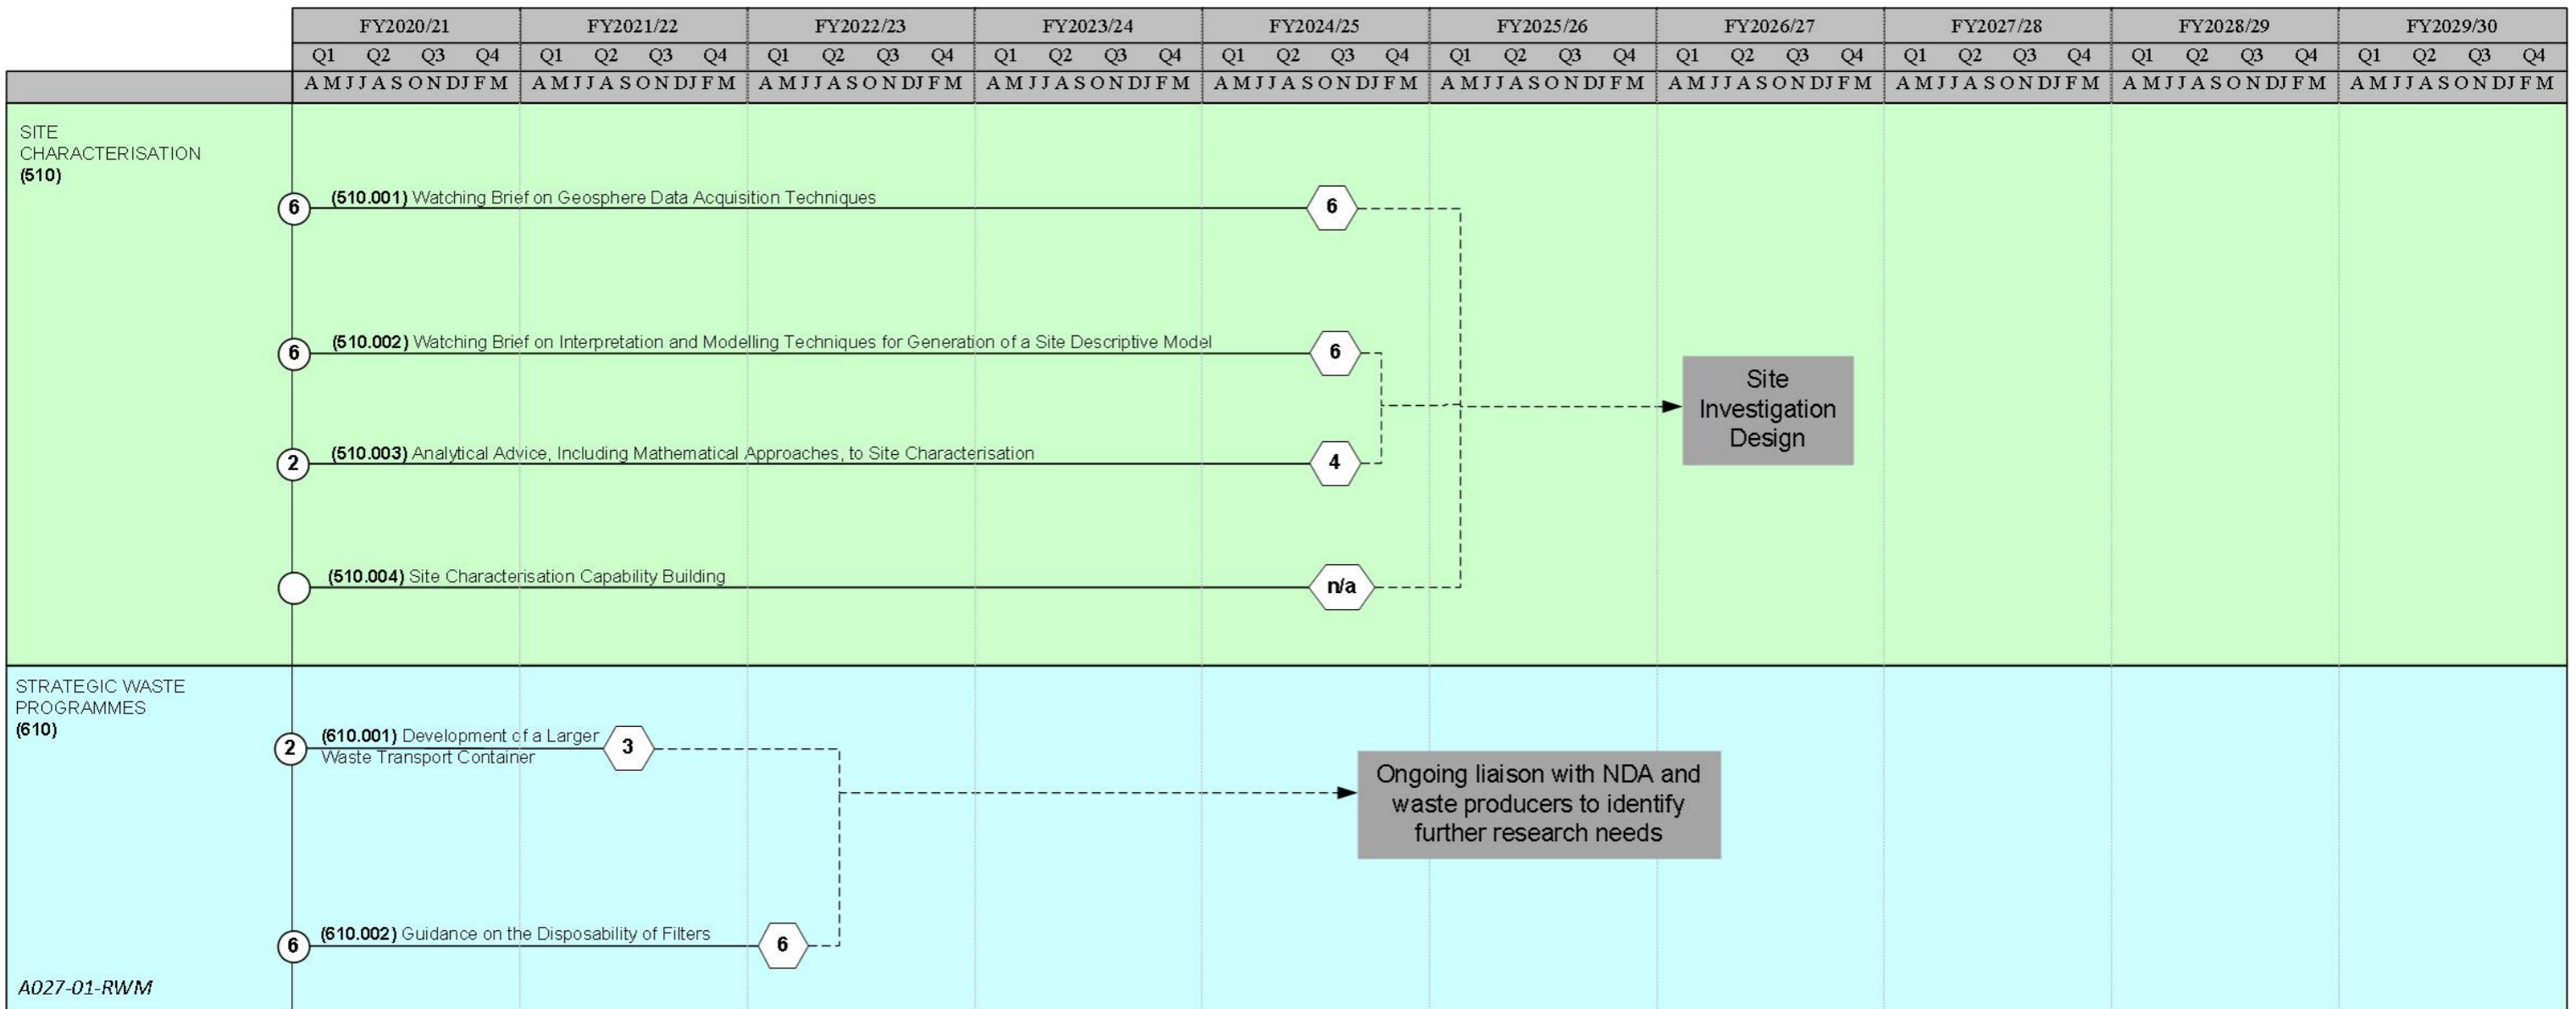 FY2020/21 FY2021/22 FY2022/23 FY2023/24 FY2024/25 FY2025/26 FY2026/27 FY2027/28 FY2028/29 FY2029/30
Q1 Q2 Q3 Q4 Q1 Q2 Q3 Q4 Q1 Q2 Q3 Q4 Q1 Q2 Q3 Q4 Q1 Q2 Q3 Q4 Q1 Q2 Q3 Q4 Q1 Q2 Q3 Q4 Q1 Q2 Q3 Q4 Q1 Q2 Q3 Q4 Q1 Q2 Q3 Q4
A M J J A S O N D J F M A M J J A S O N D J F M A M J J A S O N D J F M A M J J A S O N D J F M A M J J A S O N D J F M A M J J A S O N D J F M A M J J A S O N D J F M A M J J A S O N D J F M A M J J A S O N D J F M A M J J A S O N D J F M
SITE
CHARACTERISATION
(510)
(510.001) Watching Brief on Geosphere Data Acquisition Techniques
6 6
(510.002) Watching Brief on Interpretation and Modelling Techniques for Generation of a Site Descriptive Model
6 6
Site
Investigation
Design
(510.003) Analytical Advice, Including Mathematical Approaches, to Site Characterisation
2 4
(510.004) Site Characterisation Capability Building
n/a
STRATEGIC WASTE
PROGRAMMES
(610)
(610.001) Development of a Larger
2 3
Waste Transport Container
Ongoing liaison with NDA and
waste producers to identify
further research needs
(610.002) Guidance on the Disposability of Filters
6 6
A027-01-RWM